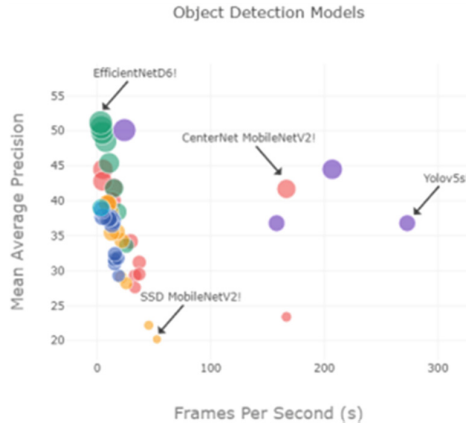 Object Detection Models
EfficientNetD6!
CenterNet MobileNetV2!
Yolov5s
SSD MobileNetV2!
Mean Average Precision
55
50
45
40
35
30
25
20
0
100
200
300
Frames Per Second (s)